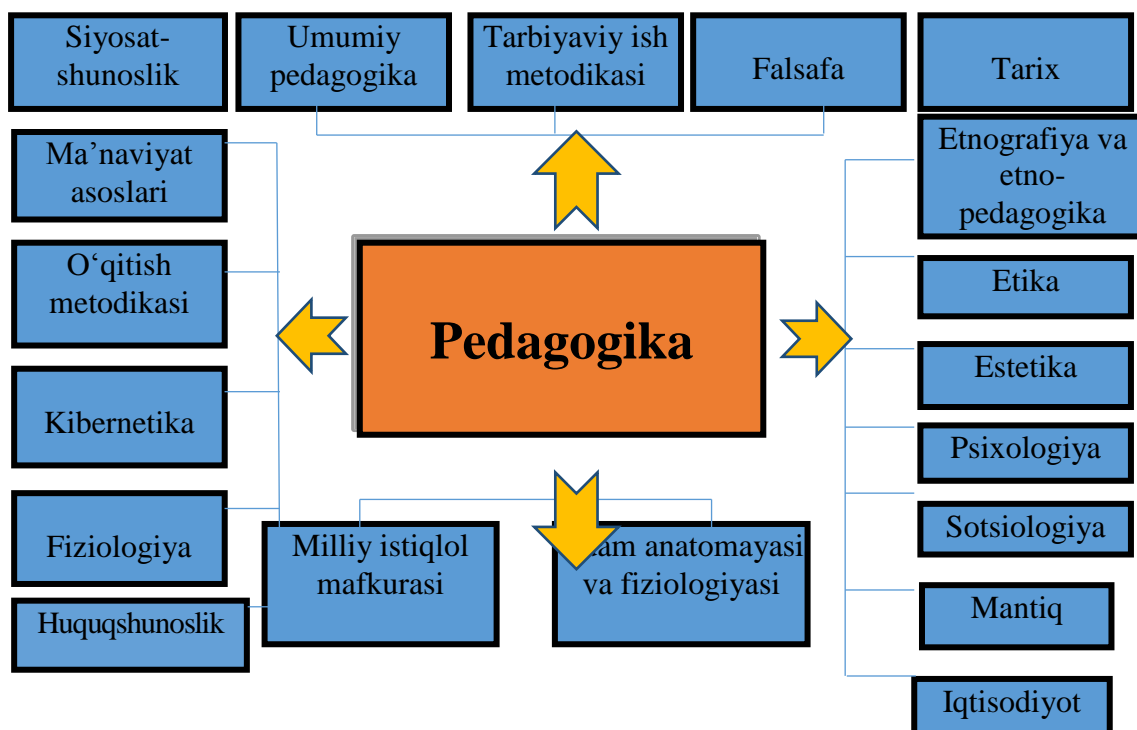 Siyosat-
shunoslik
Umumiy
pedagogika
Tarbiyaviy ish
metodikasi
Falsafa
Tarix
Ma’naviyat
asoslari
O‘qitish
metodikasi
Kibernetika
Fiziologiya
Huquqshunoslik
Pedagogika
Milliy istiqlol
mafkurasi
anatomayasi
va fiziologiyasi
Etnografiya va
etno-
pedagogika
Etika
Estetika
Psixologiya
Sotsiologiya
Mantiq
Iqtisodiyot